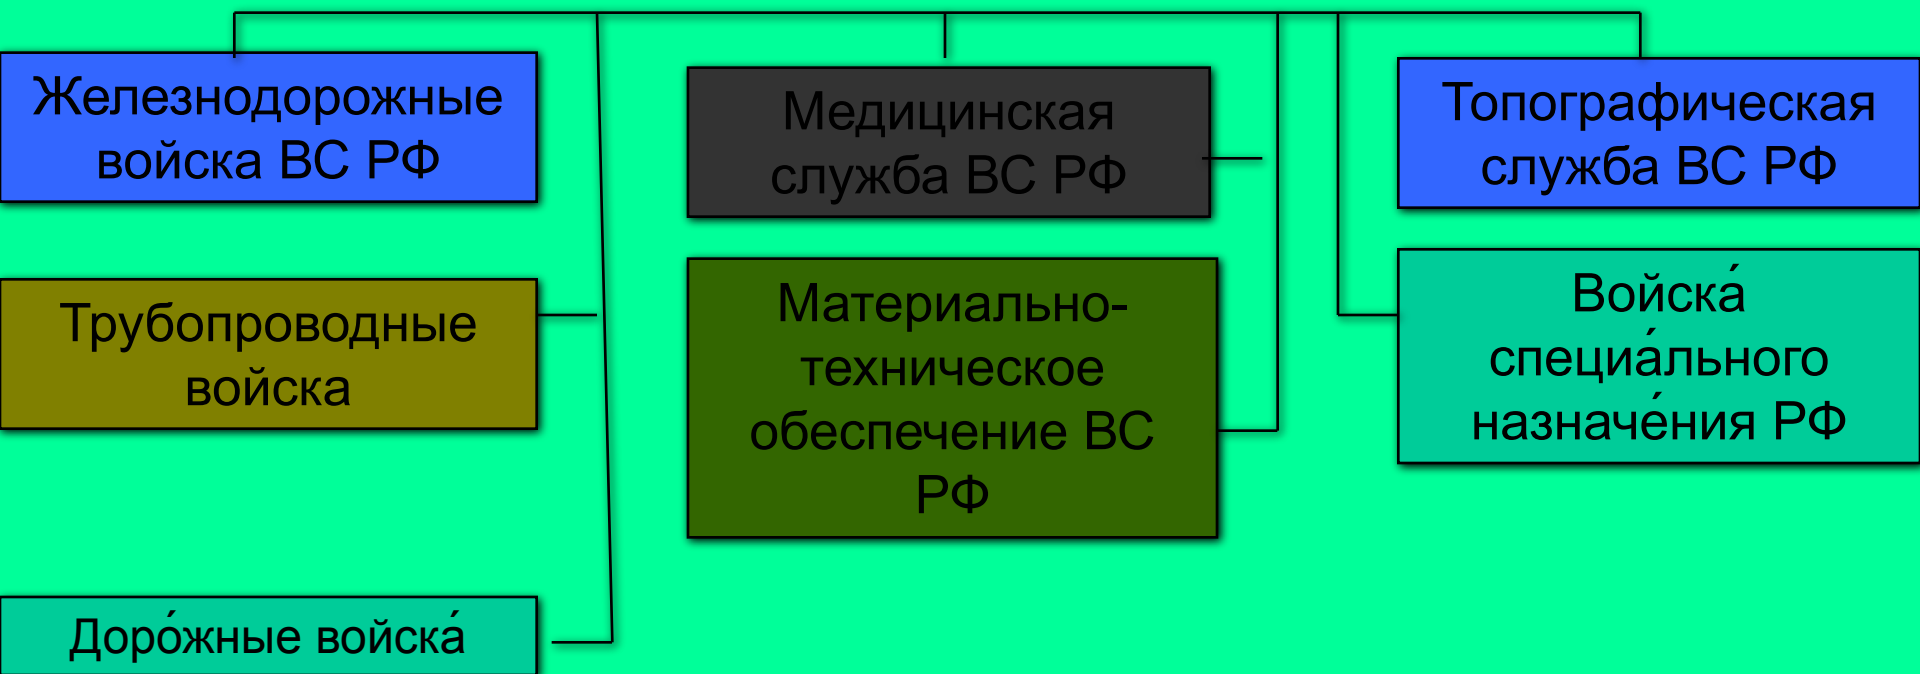 Железнодорожные
войска ВС РФ
Медицинская
служба ВС РФ
Топографическая
служба ВС РФ
Трубопроводные
войска
Материально-
техническое
обеспечение ВС
РФ
Войска́
специа́льного
назначе́ния РФ
Доро́жные войска́